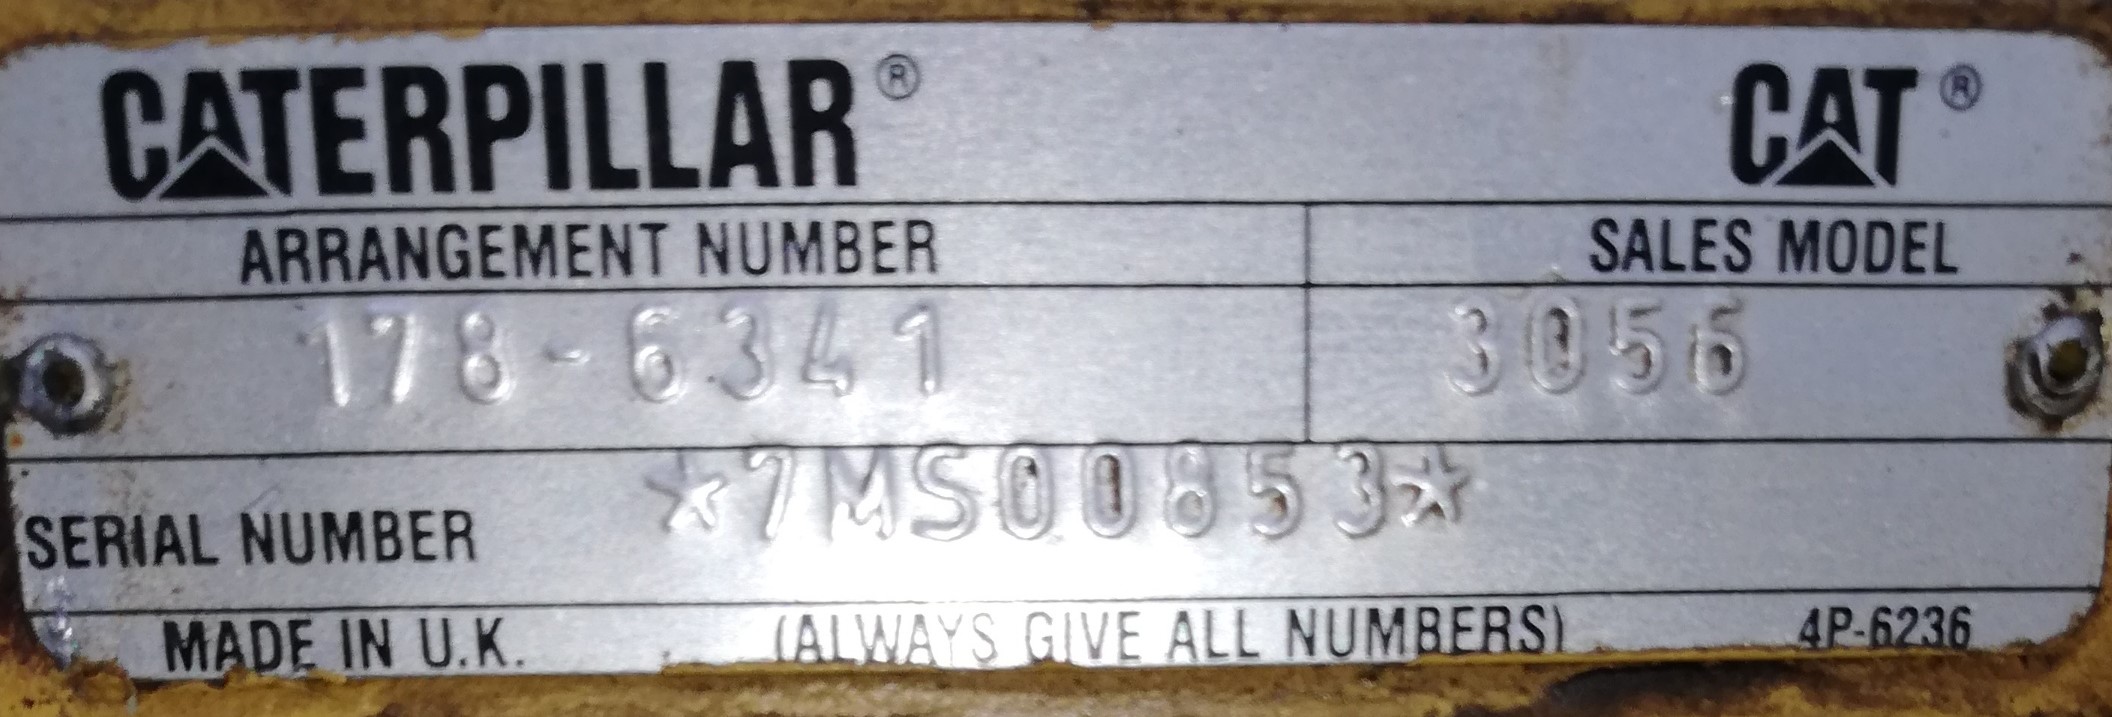 CATERPILLAR® CAT®
ARRANGEMENT NUMBER SALES MODEL
178-6341 3056
SERIAL NUMBER ☆7MS00853☆
MADE IN U.K. (ALWAYS GIVE ALL NUMBERS) 4P-6236